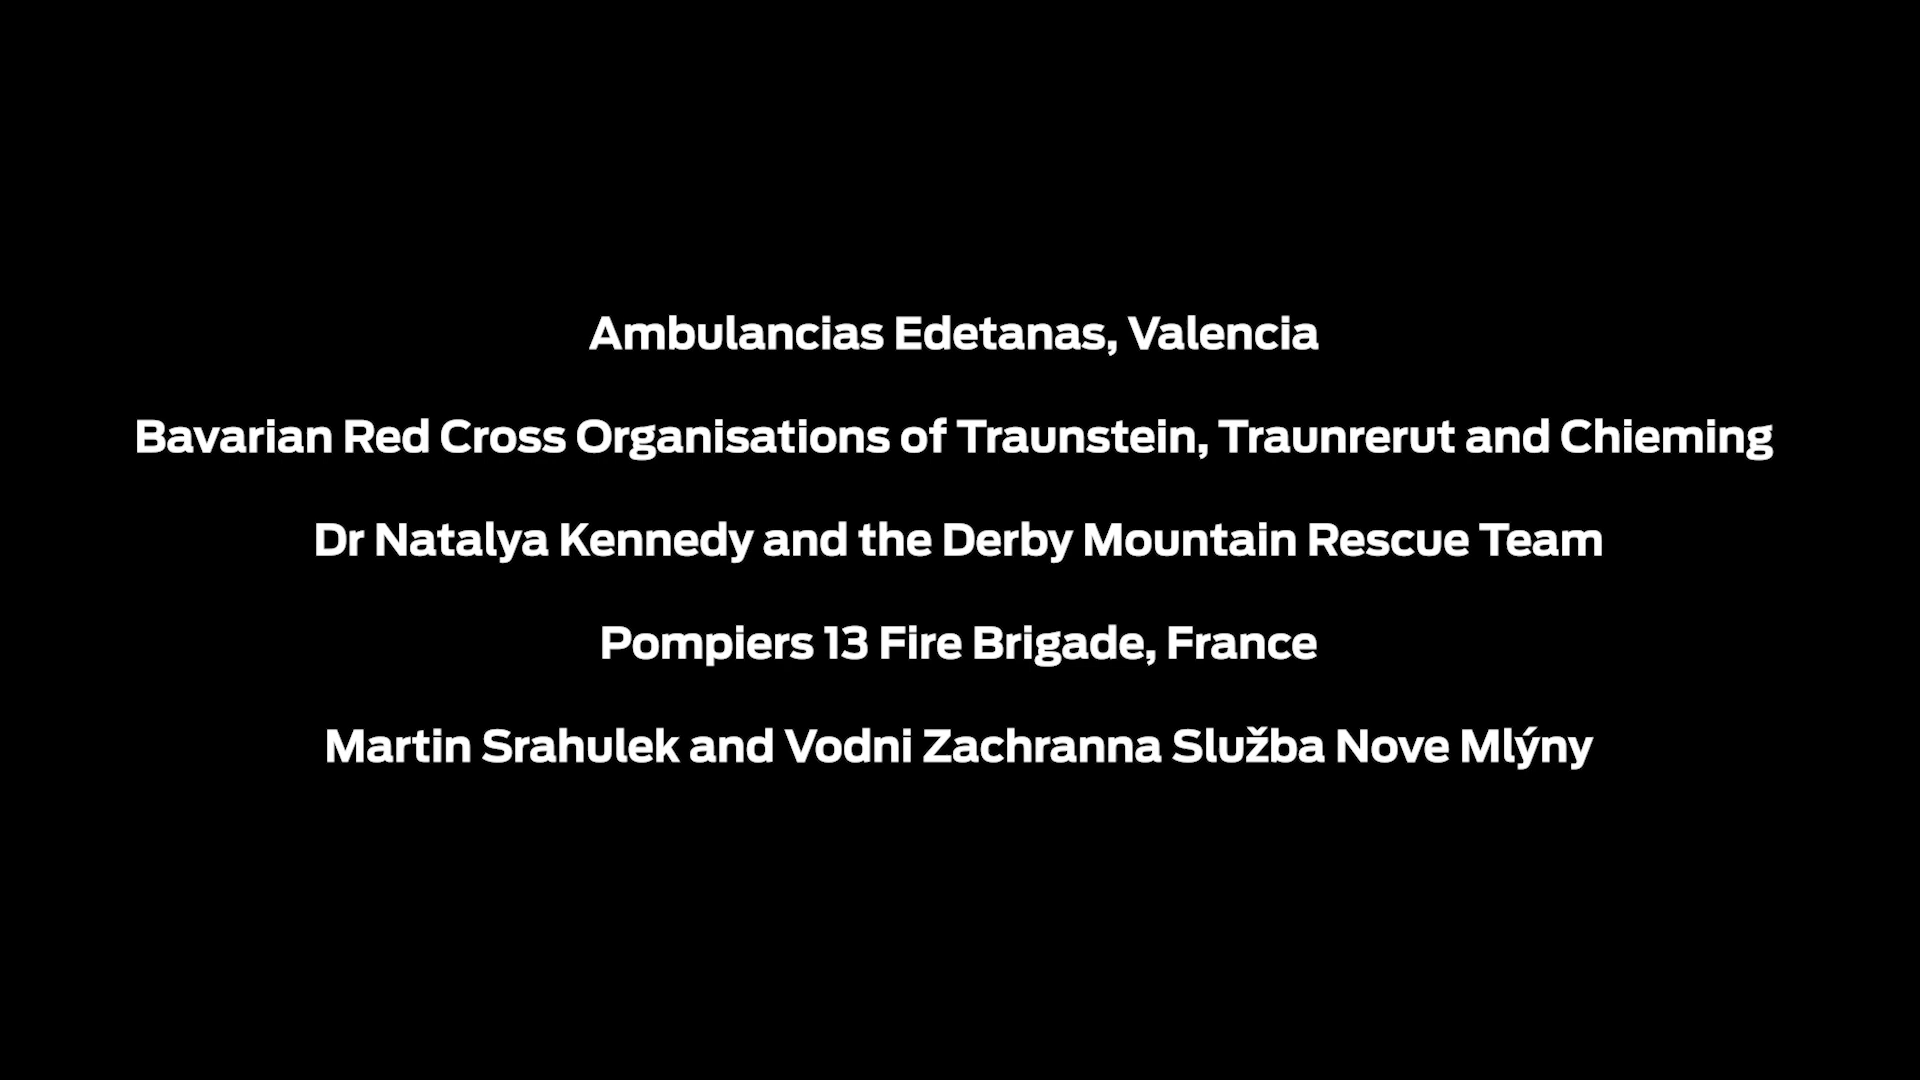 Ambulancias Edetanas, Valencia
Bavarian Red Cross Organisations of Traunstein, Traunrerut and Chieming
Dr Natalya Kennedy and the Derby Mountain Rescue Team
Pompiers 13 Fire Brigade, France
Martin Srahulek and Vodni Zachranna Služba Nove Mlýny